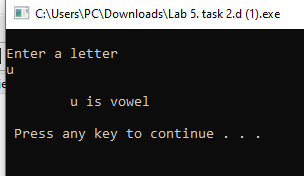 C:\Users\PC\Downloads\Lab 5. task 2.d (1).exe
Enter a letter
u
u is vowel
Press any key to continue . . .